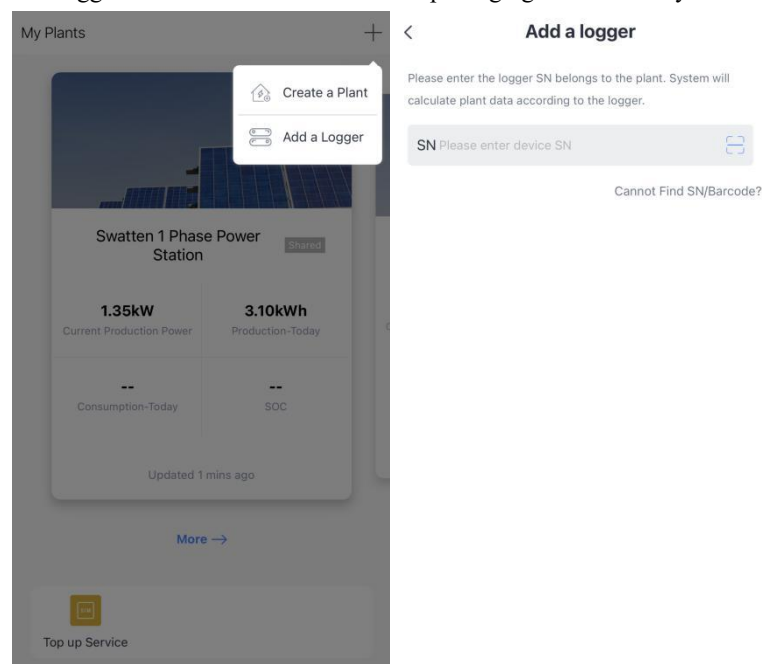 My Plants
Create a Plant
Add a Logger
Swatten 1 Phase Power
Station
Shared
1.35kW
Current Production Power
3.10kWh
Production-Today
--
Consumption-Today
--
SOC
Updated 1 mins ago
More →
Top up Service
Add a logger
Please enter the logger SN belongs to the plant. System will
calculate plant data according to the logger.
SN Please enter device SN
Cannot Find SN/Barcode?